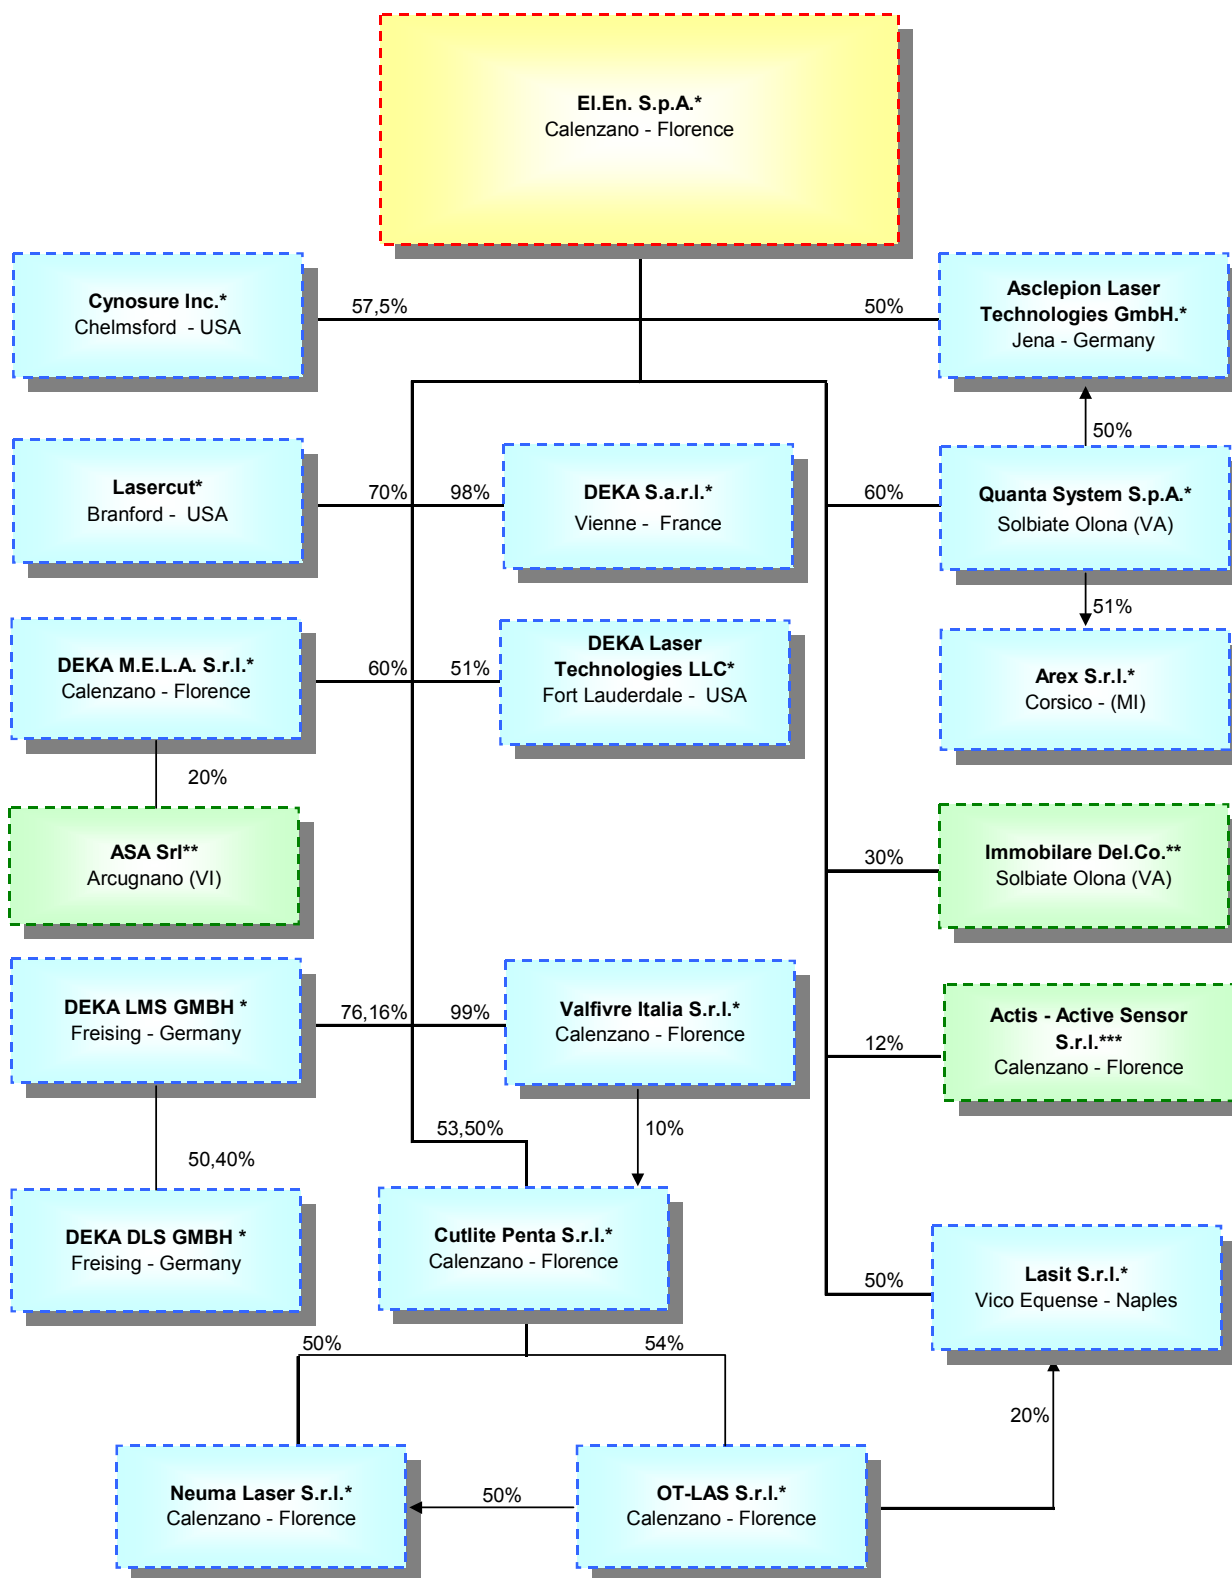 El.En. S.p.A.*
Calenzano - Florence
Cynosure Inc.*
Chelmsford - USA
57,5%
50%
Asclepion Laser
Technologies GmbH.*
Jena - Germany
50%
Lasercut*
Branford - USA
70%
98%
DEKA S.a.r.l.*
Vienne - France
60%
Quanta System S.p.A.*
Solbiate Olona (VA)
51%
DEKA M.E.L.A. S.r.l.*
Calenzano - Florence
60%
51%
DEKA Laser
Technologies LLC*
Fort Lauderdale - USA
Arex S.r.l.*
Corsico - (MI)
20%
ASA Srl**
Arcugnano (VI)
30%
Immobilare Del.Co.**
Solbiate Olona (VA)
DEKA LMS GMBH *
Freising - Germany
76,16%
99%
Valfivre Italia S.r.l.*
Calenzano - Florence
12%
Actis - Active Sensor
S.r.l.***
Calenzano - Florence
53,50%
10%
50,40%
DEKA DLS GMBH *
Freising - Germany
Cutlite Penta S.r.l.*
Calenzano - Florence
50%
Lasit S.r.l.*
Vico Equense - Naples
50%
54%
20%
Neuma Laser S.r.l.*
Calenzano - Florence
50%
OT-LAS S.r.l.*
Calenzano - Florence